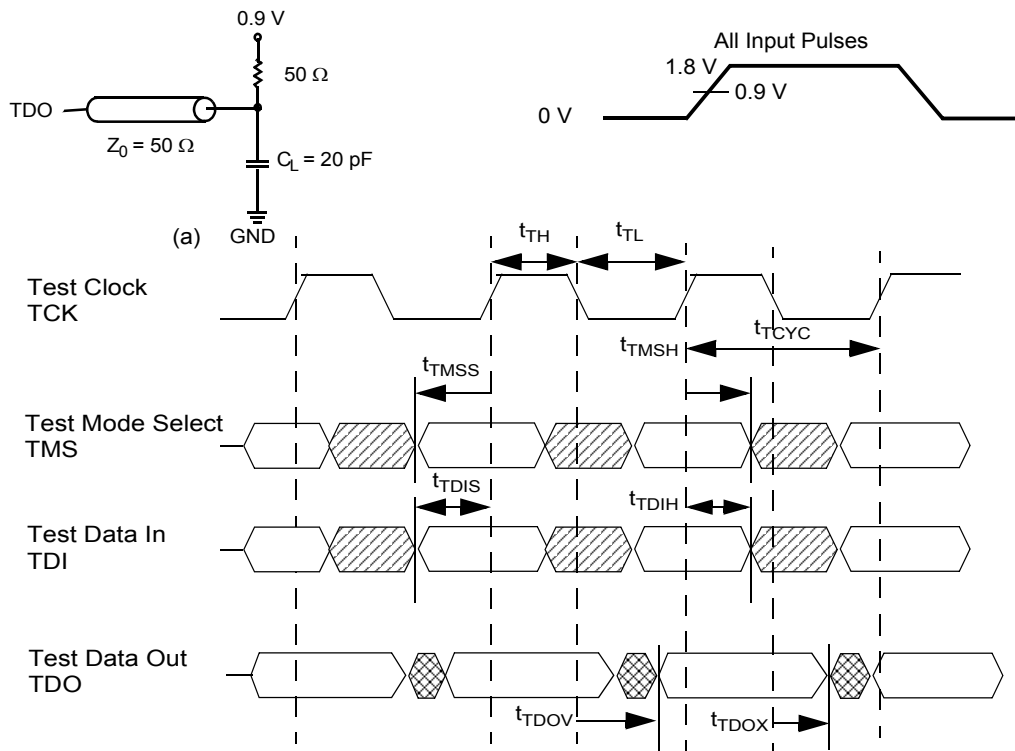 0.9 V
50 Ω
TDO
Z0 = 50 Ω
CL = 20 pF
GND
(a)
All Input Pulses
1.8 V
0.9 V
0 V
tTH
tTL
Test Clock
TCK
tTMSH
tTCYC
tTMSS
Test Mode Select
TMS
tTDIS
tTDIH
Test Data In
TDI
Test Data Out
TDO
tTDOV
tTDOX